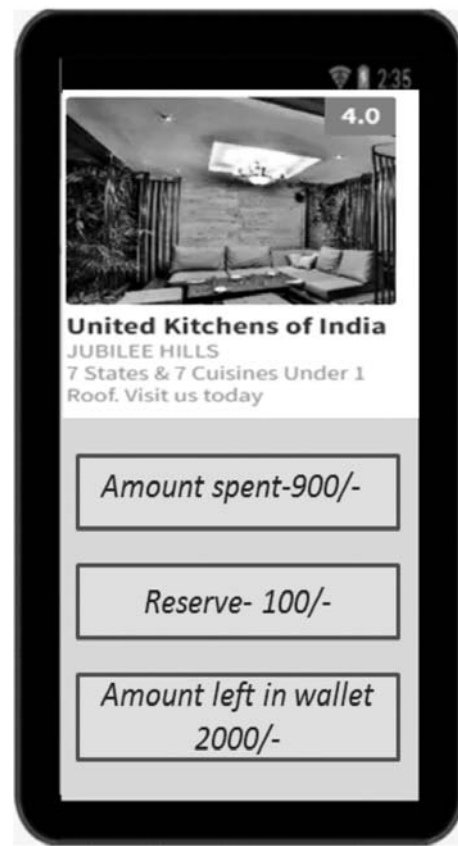 2:35
4.0
United Kitchens of India
JUBILEE HILLS
7 States & 7 Cuisines Under 1
Roof. Visit us today
Amount spent-900/-
Reserve- 100/-
Amount left in wallet
2000/-